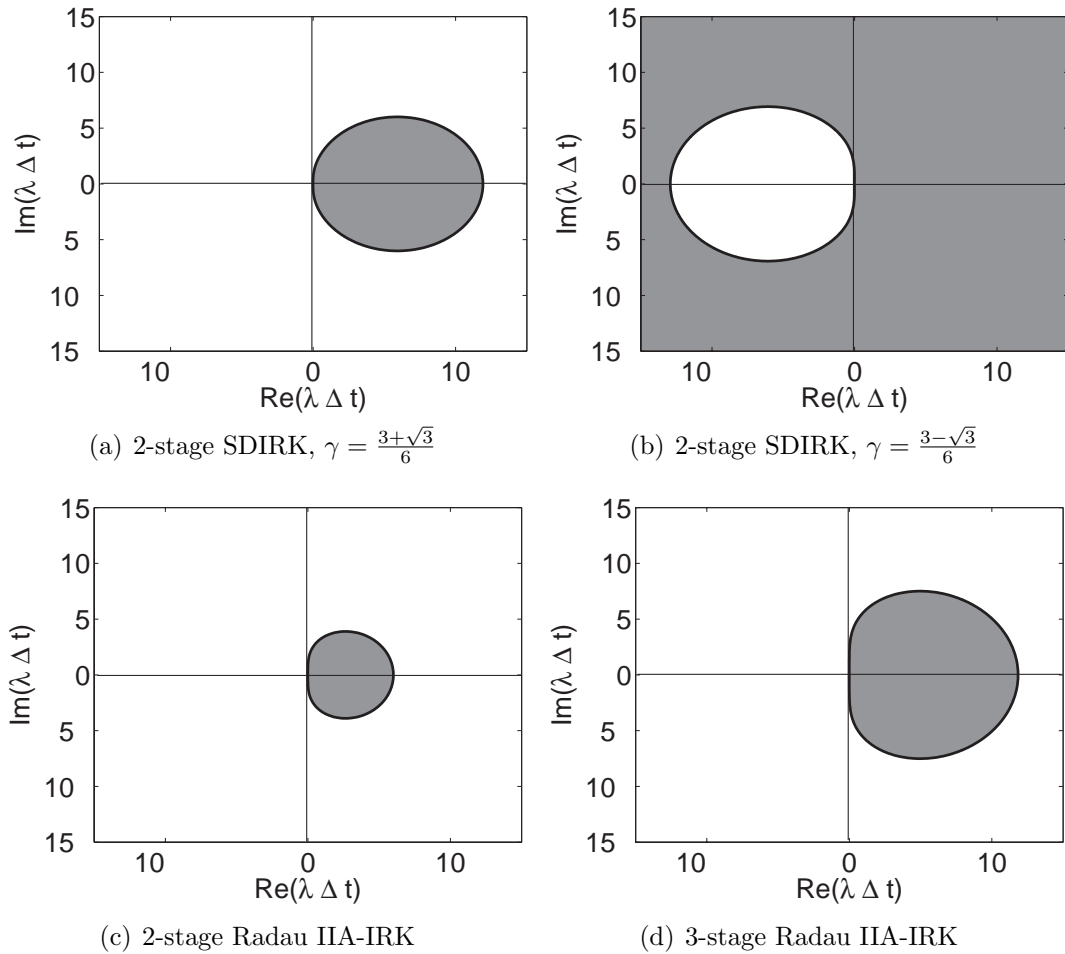 15
10
5
0
5
10
15
Im(λ Δ t)
10 0 10
Re(λ Δ t)
(a) 2-stage SDIRK, γ = (3+√3)/6
15
10
5
0
5
10
15
Im(λ Δ t)
10 0 10
Re(λ Δ t)
(b) 2-stage SDIRK, γ = (3−√3)/6
15
10
5
0
5
10
15
Im(λ Δ t)
10 0 10
Re(λ Δ t)
(c) 2-stage Radau IIA-IRK
15
10
5
0
5
10
15
Im(λ Δ t)
10 0 10
Re(λ Δ t)
(d) 3-stage Radau IIA-IRK